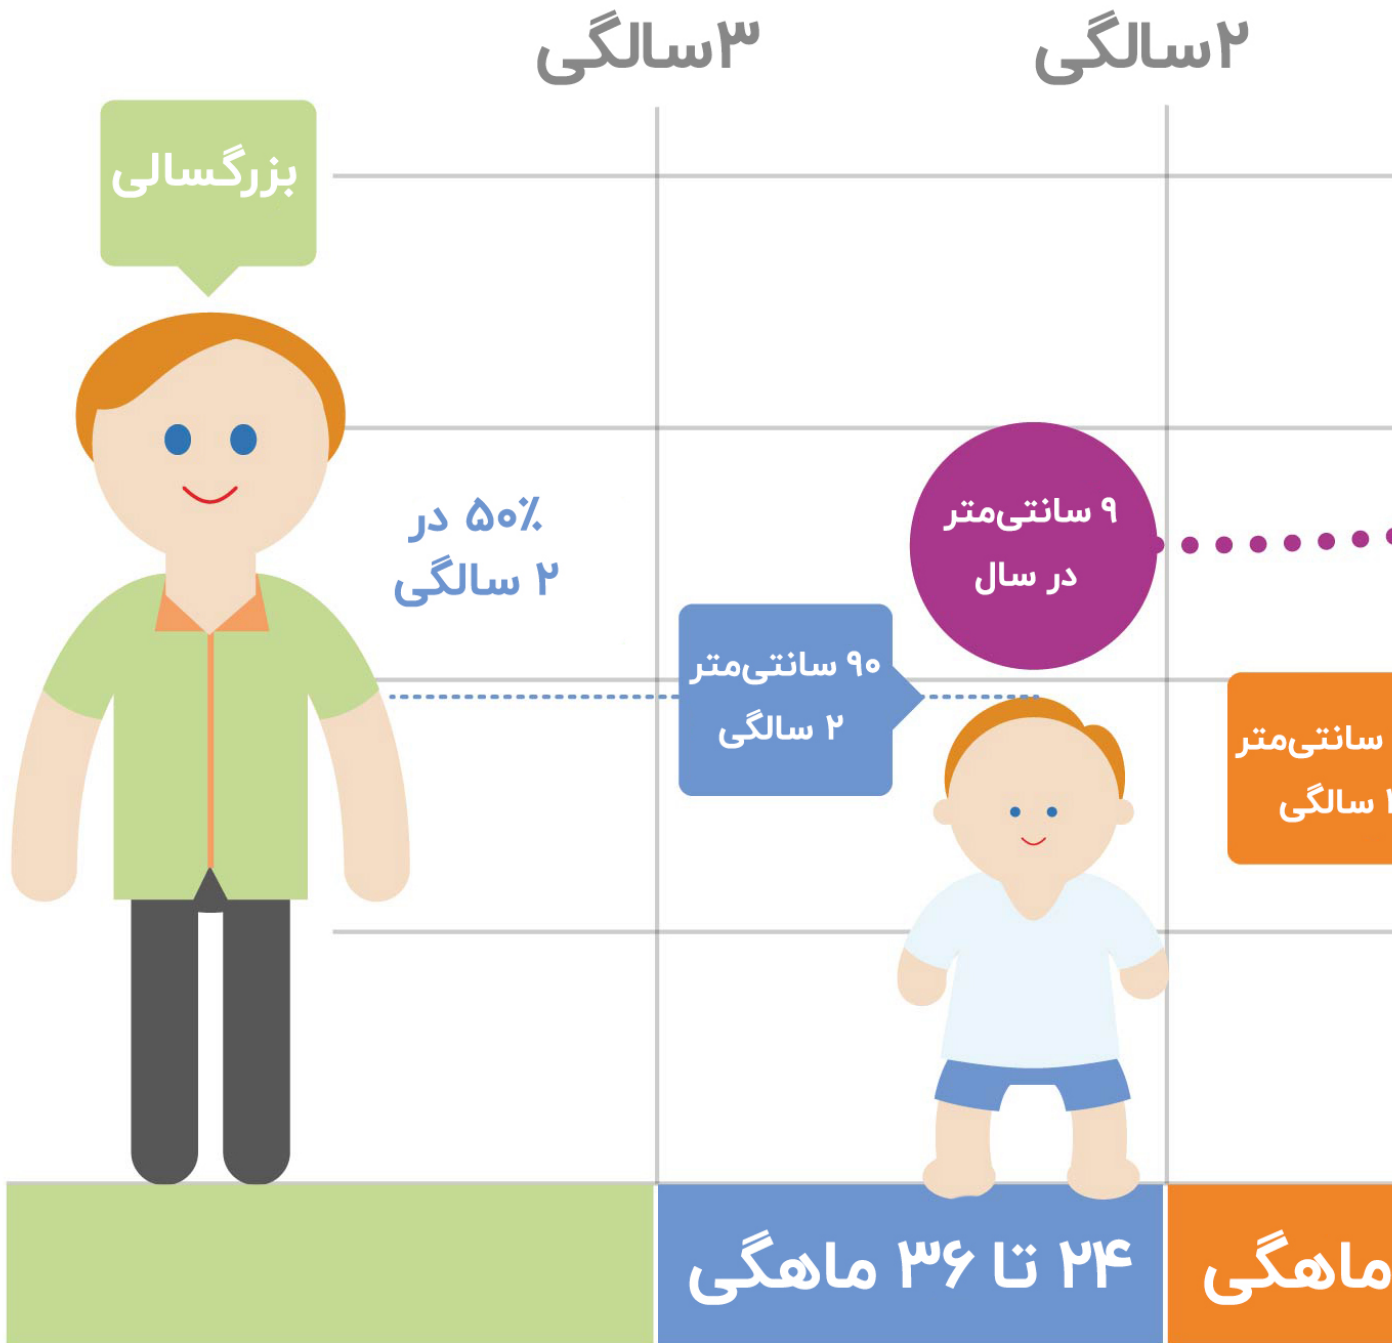 ۲سالگی
۳سالگی
بزرگسالی
۹ سانتی‌متر
در سال
۵۰٪ در
۲ سالگی
۹۰ سانتی‌متر
۲ سالگی
سانتی‌متر
سالگی
ماهگی
۲۴ تا ۳۶ ماهگی